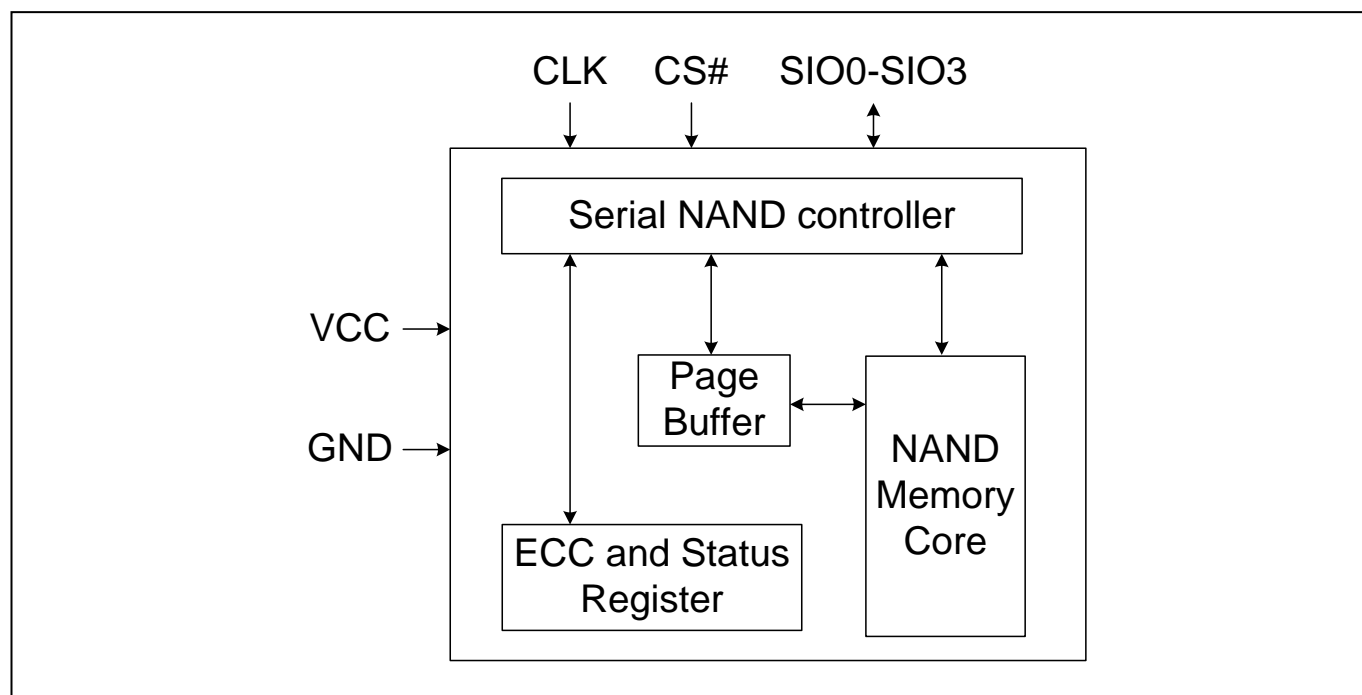 CLK CS# SIO0-SIO3
Serial NAND controller
VCC
Page
Buffer
GND
NAND
Memory
Core
ECC and Status
Register